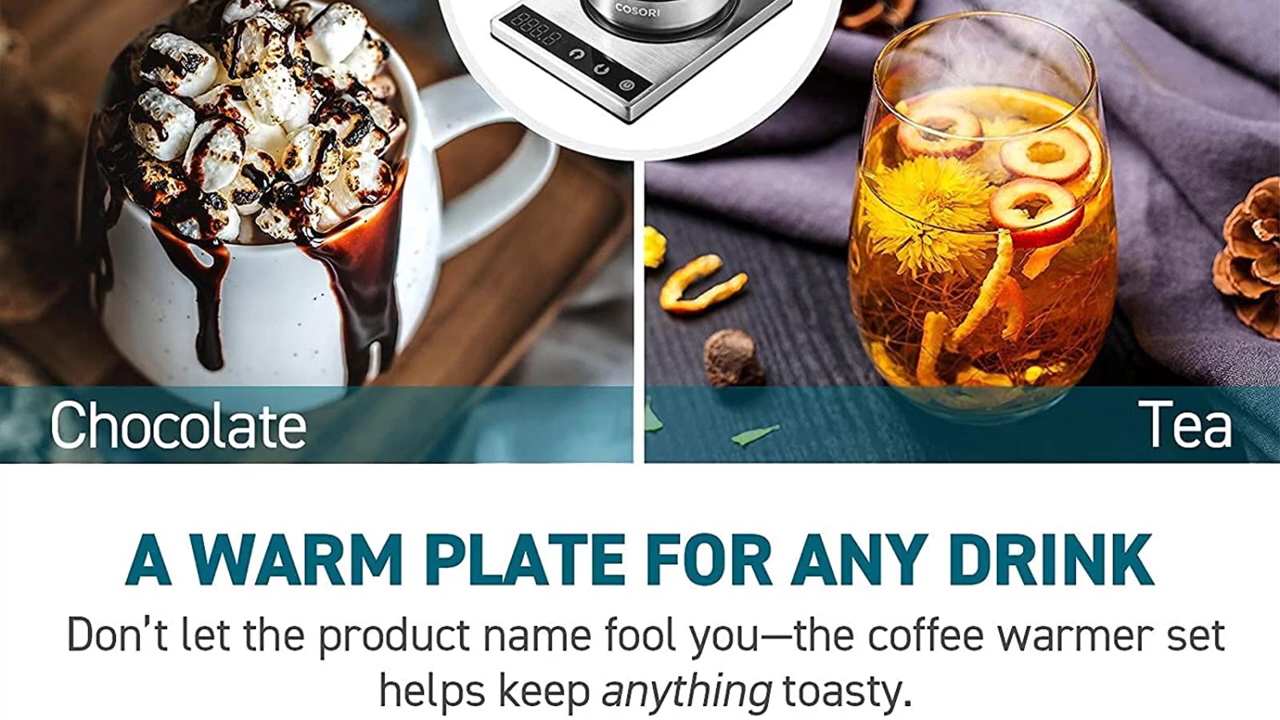 COSORI
Chocolate
Tea
A WARM PLATE FOR ANY DRINK
Don't let the product name fool you—the coffee warmer set
helps keep anything toasty.